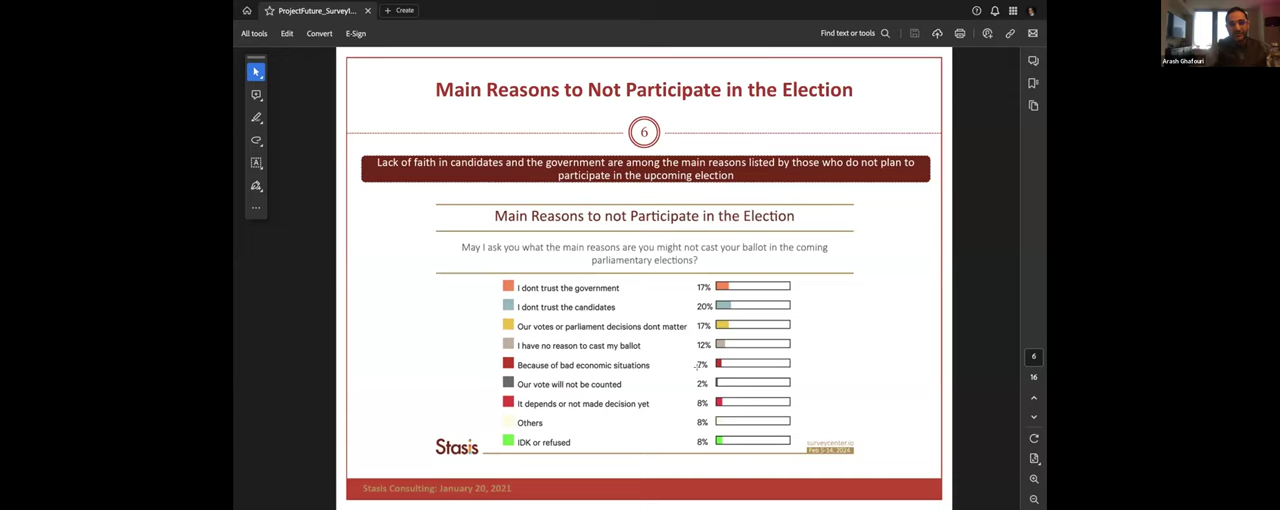 ProjectFuture_Survey1...
Create
All tools
Edit
Convert
E-Sign
Find text or tools
Arash Ghafouri
Main Reasons to Not Participate in the Election
6
Lack of faith in candidates and the government are among the main reasons listed by those who do not plan to
participate in the upcoming election
Main Reasons to not Participate in the Election
May I ask you what the main reasons are you might not cast your ballot in the coming
parliamentary elections?
I dont trust the government 17%
I dont trust the candidates 20%
Our votes or parliament decisions dont matter 17%
I have no reason to cast my ballot 12%
Because of bad economic situations 7%
Our vote will not be counted 2%
It depends or not made decision yet 8%
Others 8%
IDK or refused 8%
Stasis
surveycenter.io
Feb 5-14, 2024
Stasis Consulting: January 20, 2021
6
16